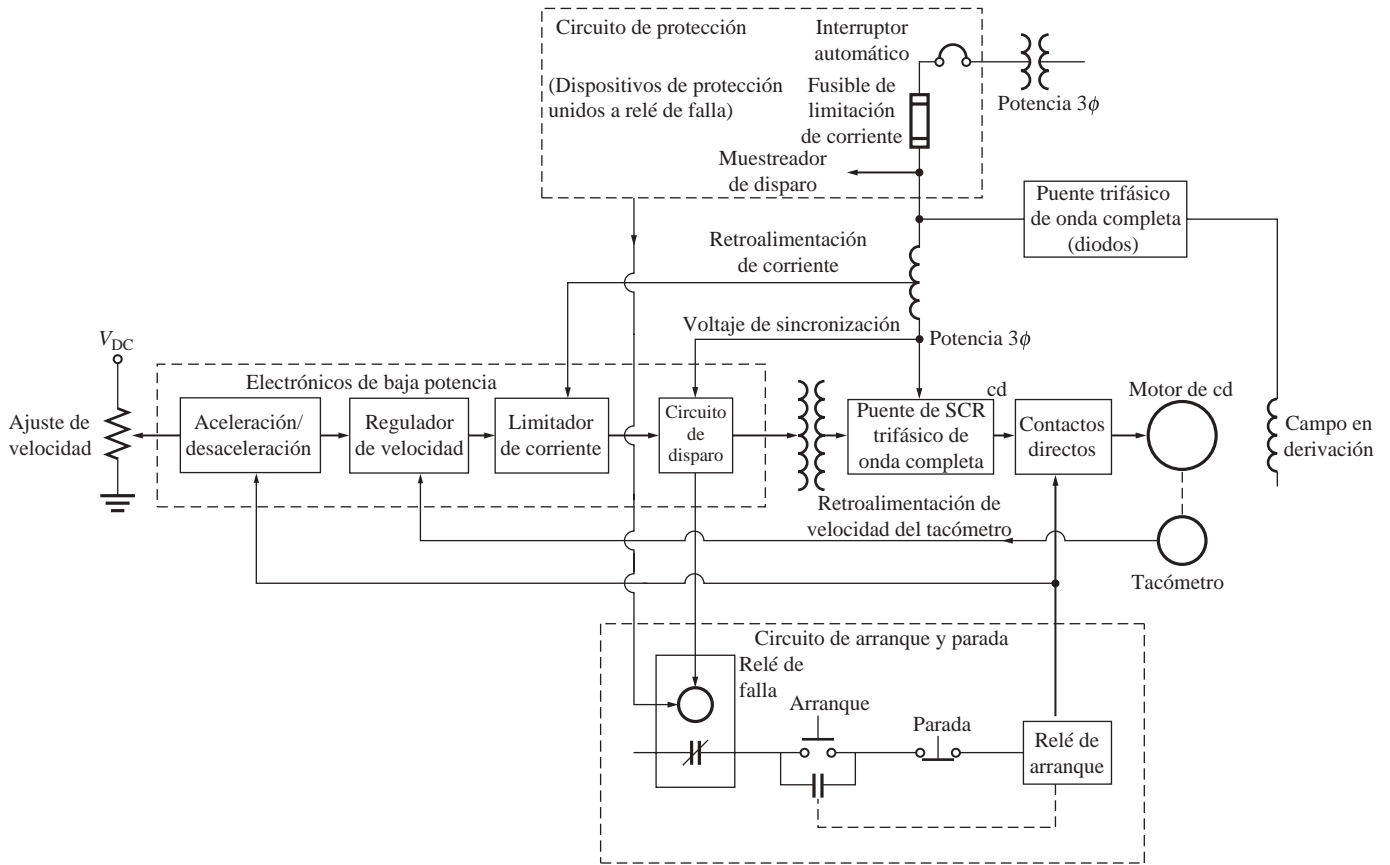 Circuito de protección
(Dispositivos de protección
unidos a relé de falla)
Interruptor
automático
Fusible de
limitación
de corriente
Potencia 3ϕ
Muestreador
de disparo
Puente trifásico
de onda completa
(diodos)
Retroalimentación
de corriente
Voltaje de sincronización
Potencia 3ϕ
VDC
Ajuste de
velocidad
Electrónicos de baja potencia
Aceleración/
desaceleración
Regulador
de velocidad
Limitador
de corriente
Circuito
de
disparo
Puente de SCR
trifásico de
onda completa
cd
Contactos
directos
Motor de cd
Campo en
derivación
Retroalimentación de
velocidad del tacómetro
Tacómetro
Circuito de arranque y parada
Relé de
falla
Arranque
Parada
Relé de
arranque